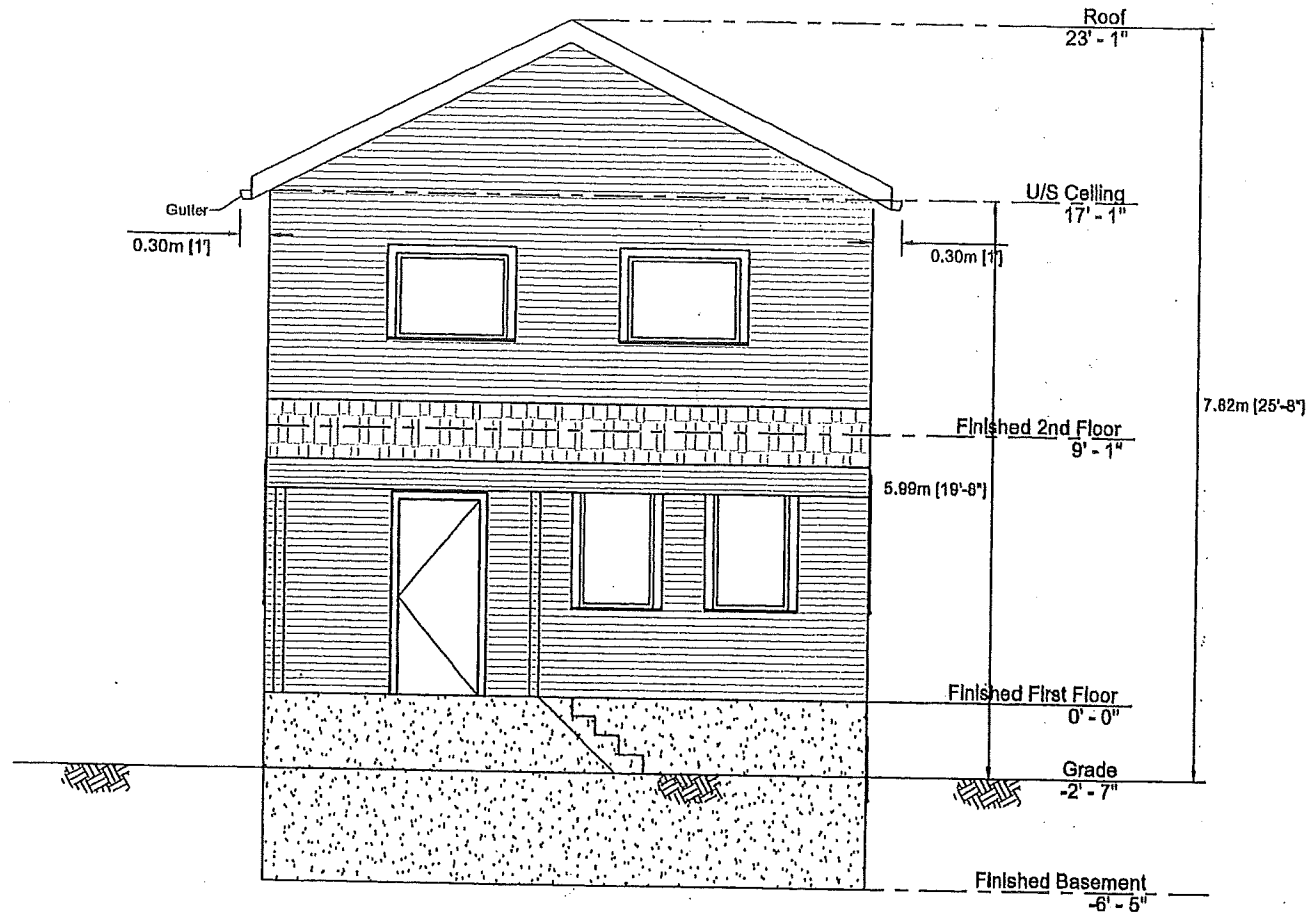 Roof
23' - 1"
U/S Ceiling
17' - 1"
Gutter
0.30m [1']
0.30m [1']
7.82m [25'-8"]
Finished 2nd Floor
9' - 1"
5.99m [19'-8"]
Finished First Floor
0' - 0"
Grade
-2' - 7"
Finished Basement
-6' - 5"